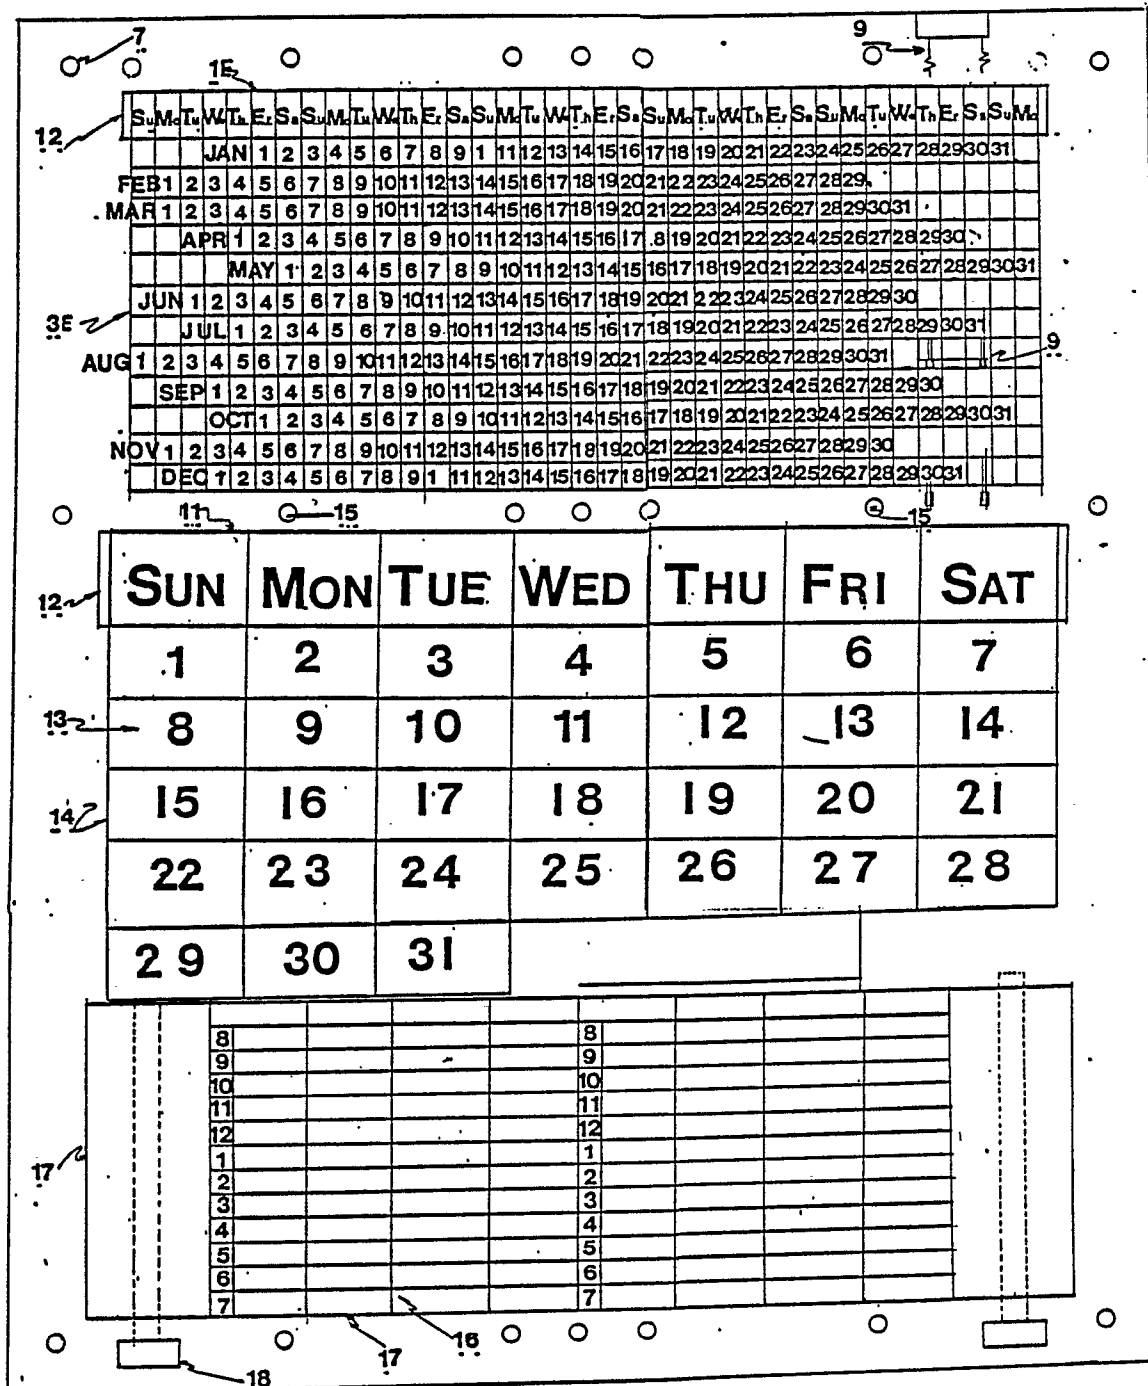 7
9
1E
12 Su Mo Tu We Th Fr Sa Su Mo Tu We Th Fr Sa Su Mo Tu We Th Fr Sa Su Mo Tu We Th Fr Sa Su Mo Tu We Th Fr Sa Su Mo
JAN 1 2 3 4 5 6 7 8 9 1 11 12 13 14 15 16 17 18 19 20 21 22 23 24 25 26 27 28 29 30 31
FEB 1 2 3 4 5 6 7 8 9 10 11 12 13 14 15 16 17 18 19 20 21 22 23 24 25 26 27 28 29
MAR 1 2 3 4 5 6 7 8 9 10 11 12 13 14 15 16 17 18 19 20 21 22 23 24 25 26 27 28 29 30 31
APR 1 2 3 4 5 6 7 8 9 10 11 12 13 14 15 16 17 8 19 20 21 22 23 24 25 26 27 28 29 30
MAY 1 2 3 4 5 6 7 8 9 10 11 12 13 14 15 16 17 18 19 20 21 22 23 24 25 26 27 28 29 30 31
JUN 1 2 3 4 5 6 7 8 9 10 11 12 13 14 15 16 17 18 19 20 21 22 23 24 25 26 27 28 29 30
3E
JUL 1 2 3 4 5 6 7 8 9 10 11 12 13 14 15 16 17 18 19 20 21 22 23 24 25 26 27 28 29 30 31
9
AUG 1 2 3 4 5 6 7 8 9 10 11 12 13 14 15 16 17 18 19 20 21 22 23 24 25 26 27 28 29 30 31
SEP 1 2 3 4 5 6 7 8 9 10 11 12 13 14 15 16 17 18 19 20 21 22 23 24 25 26 27 28 29 30
OCT 1 2 3 4 5 6 7 8 9 10 11 12 13 14 15 16 17 18 19 20 21 22 23 24 25 26 27 28 29 30 31
NOV 1 2 3 4 5 6 7 8 9 10 11 12 13 14 15 16 17 18 19 20 21 22 23 24 25 26 27 28 29 30
DEC 1 2 3 4 5 6 7 8 9 1 11 12 13 14 15 16 17 18 19 20 21 22 23 24 25 26 27 28 29 30 31
11 15 15
12 SUN MON TUE WED THU FRI SAT
1 2 3 4 5 6 7
13 8 9 10 11 12 13 14
14 15 16 17 18 19 20 21
22 23 24 25 26 27 28
29 30 31
8 8
9 9
10 10
11 11
12 12
17 1 1
2 2
3 3
4 4
5 5
6 6
7 7
18 17 16